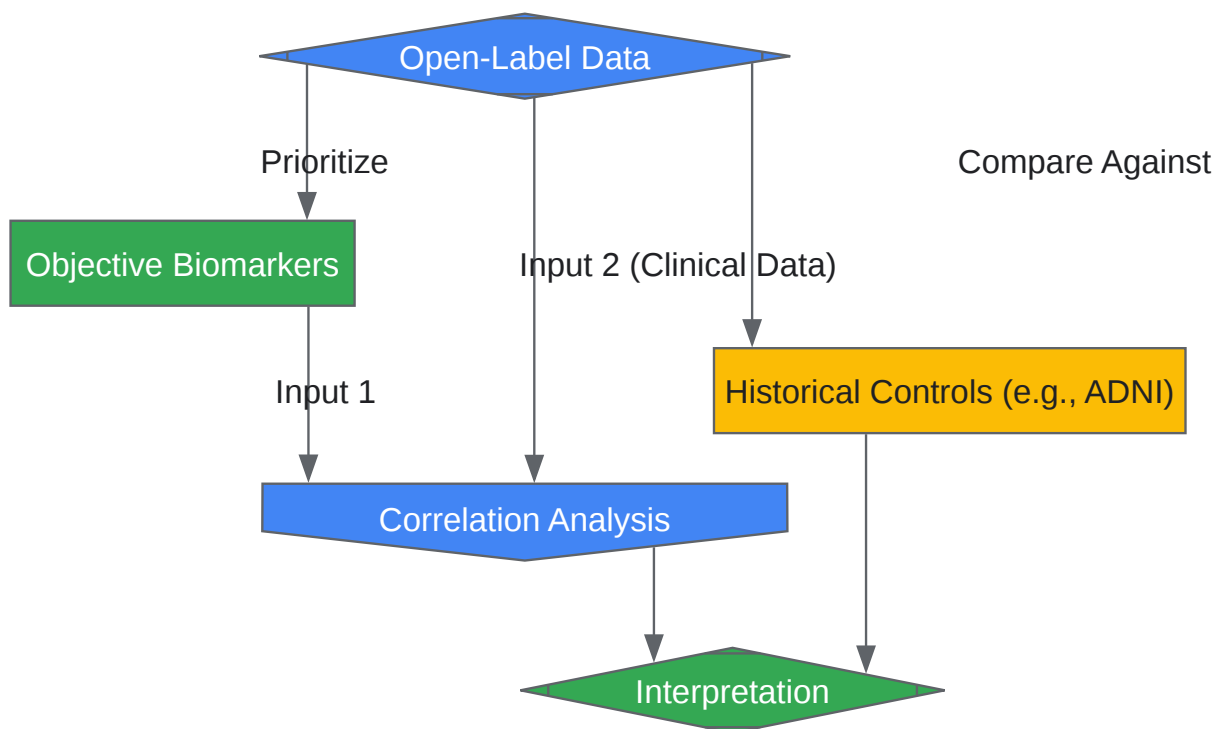 Open-Label Data
Prioritize
Compare Against
Objective Biomarkers
Input 2 (Clinical Data)
Input 1
Historical Controls (e.g., ADNI)
Correlation Analysis
Interpretation